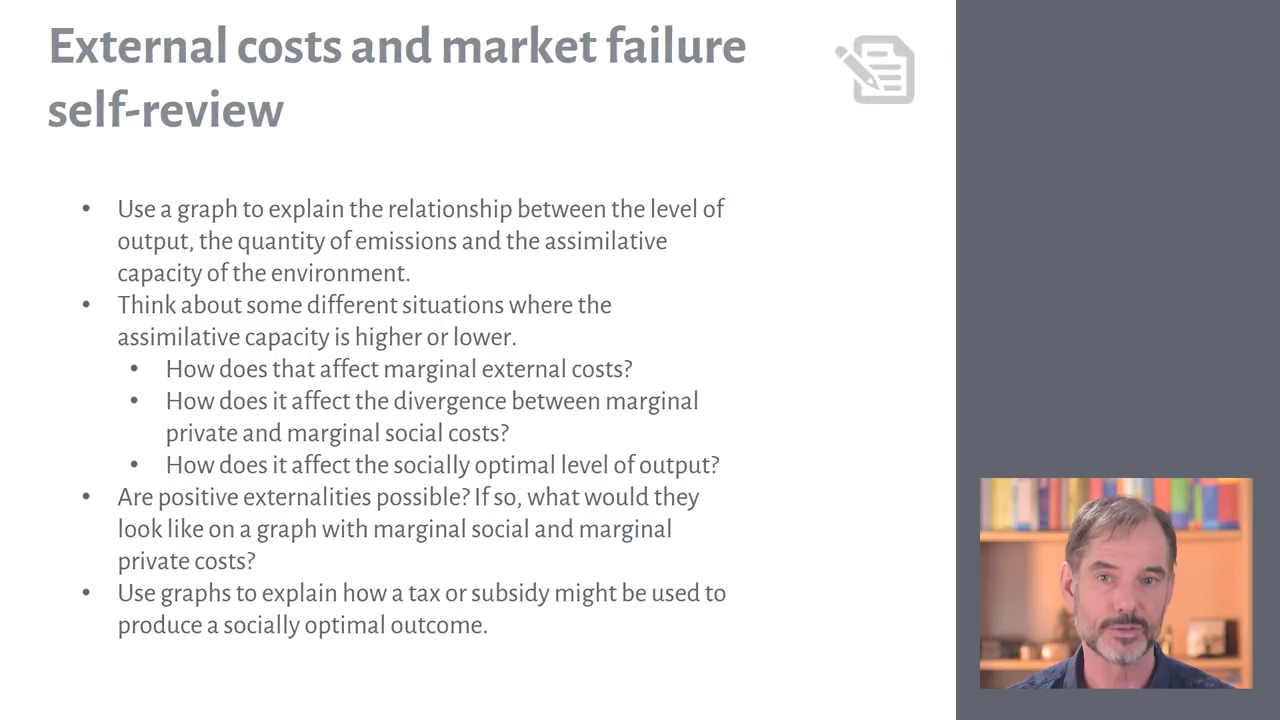 External costs and market failure
self-review
• Use a graph to explain the relationship between the level of
output, the quantity of emissions and the assimilative
capacity of the environment.
• Think about some different situations where the
assimilative capacity is higher or lower.
• How does that affect marginal external costs?
• How does it affect the divergence between marginal
private and marginal social costs?
• How does it affect the socially optimal level of output?
• Are positive externalities possible? If so, what would they
look like on a graph with marginal social and marginal
private costs?
• Use graphs to explain how a tax or subsidy might be used to
produce a socially optimal outcome.